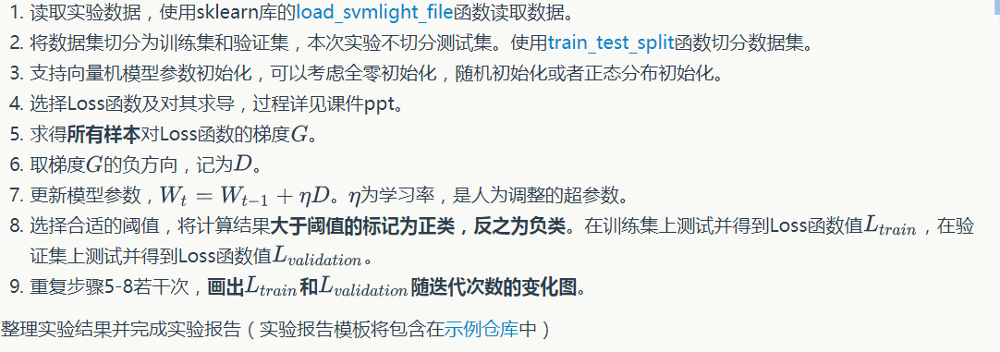 1. 读取实验数据，使用sklearn库的load_svmlight_file函数读取数据。
2. 将数据集切分为训练集和验证集，本次实验不切分测试集。使用train_test_split函数切分数据集。
3. 支持向量机模型参数初始化，可以考虑全零初始化，随机初始化或者正态分布初始化。
4. 选择Loss函数及对其求导，过程详见课件ppt。
5. 求得所有样本对Loss函数的梯度G。
6. 取梯度G的负方向，记为D。
7. 更新模型参数，W_t = W_{t-1} + ηD。η为学习率，是人为调整的超参数。
8. 选择合适的阈值，将计算结果大于阈值的标记为正类，反之为负类。在训练集上测试并得到Loss函数值L_{train}，在验
证集上测试并得到Loss函数值L_{validation}。
9. 重复步骤5-8若干次，画出L_{train}和L_{validation}随迭代次数的变化图。
整理实验结果并完成实验报告（实验报告模板将包含在示例仓库中）